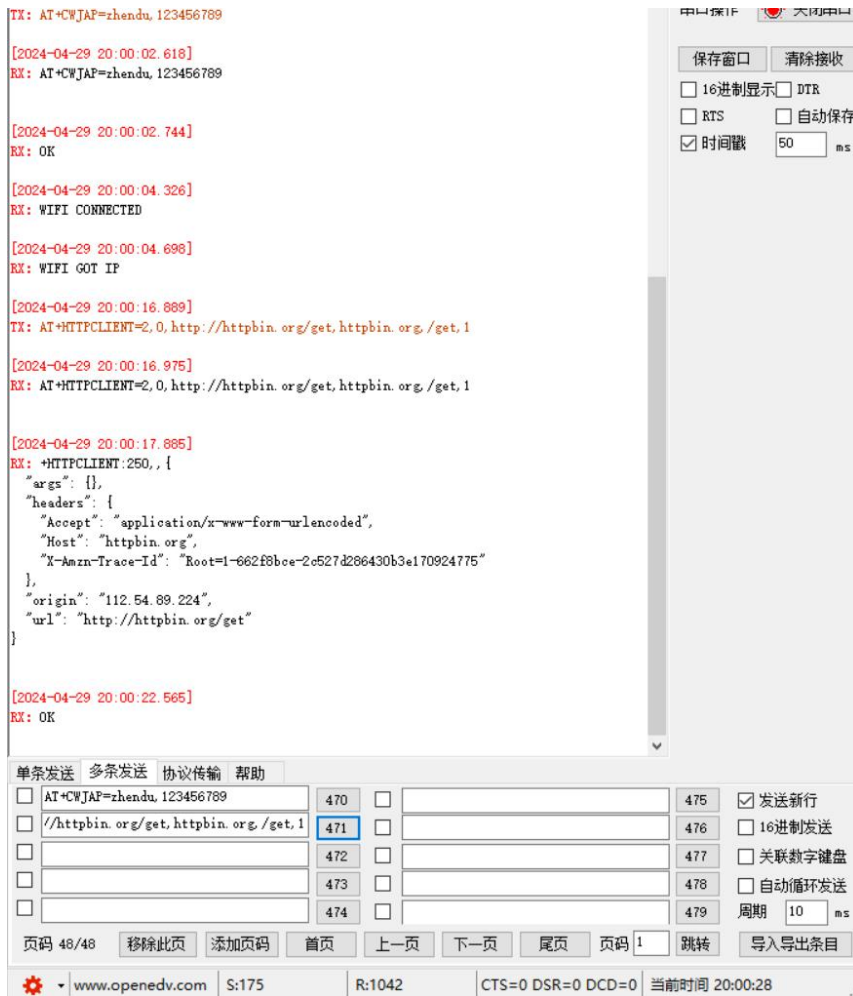 TX: AT+CWJAP=zhendu, 123456789
[2024-04-29 20:00:02.618]
RX: AT+CWJAP=zhendu, 123456789
[2024-04-29 20:00:02.744]
RX: OK
[2024-04-29 20:00:04.326]
RX: WIFI CONNECTED
[2024-04-29 20:00:04.698]
RX: WIFI GOT IP
[2024-04-29 20:00:16.889]
TX: AT+HTTPCLIENT=2,0,http://httpbin.org/get,httpbin.org,/get,1
[2024-04-29 20:00:16.975]
RX: AT+HTTPCLIENT=2,0,http://httpbin.org/get,httpbin.org,/get,1
[2024-04-29 20:00:17.885]
RX: +HTTPCLIENT:250,,{
"args": {},
"headers": {
"Accept": "application/x-www-form-urlencoded",
"Host": "httpbin.org",
"X-Amzn-Trace-Id": "Root=1-662f8bce-2c527d286430b3e170924775"
},
"origin": "112.54.89.224",
"url": "http://httpbin.org/get"
}
[2024-04-29 20:00:22.565]
RX: OK
串口操作 关闭串口
保存窗口 清除接收
16进制显示 DTR
RTS 自动保存
时间戳 50 ms
单条发送 多条发送 协议传输 帮助
AT+CWJAP=zhendu, 123456789 470 475 发送新行
//httpbin.org/get,httpbin.org,/get,1 471 476 16进制发送
472 477 关联数字键盘
473 478 自动循环发送
474 479 周期 10 ms
页码 48/48 移除此页 添加页码 首页 上一页 下一页 尾页 页码 1 跳转 导入导出条目
www.openedv.com S:175 R:1042 CTS=0 DSR=0 DCD=0 当前时间 20:00:28